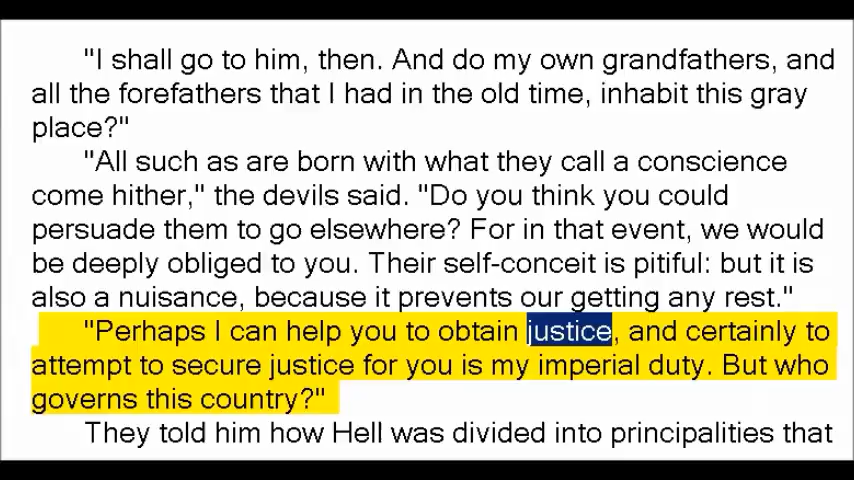 "I shall go to him, then. And do my own grandfathers, and
all the forefathers that I had in the old time, inhabit this gray
place?"
"All such as are born with what they call a conscience
come hither," the devils said. "Do you think you could
persuade them to go elsewhere? For in that event, we would
be deeply obliged to you. Their self-conceit is pitiful: but it is
also a nuisance, because it prevents our getting any rest."
"Perhaps I can help you to obtain justice, and certainly to
attempt to secure justice for you is my imperial duty. But who
governs this country?"
They told him how Hell was divided into principalities that